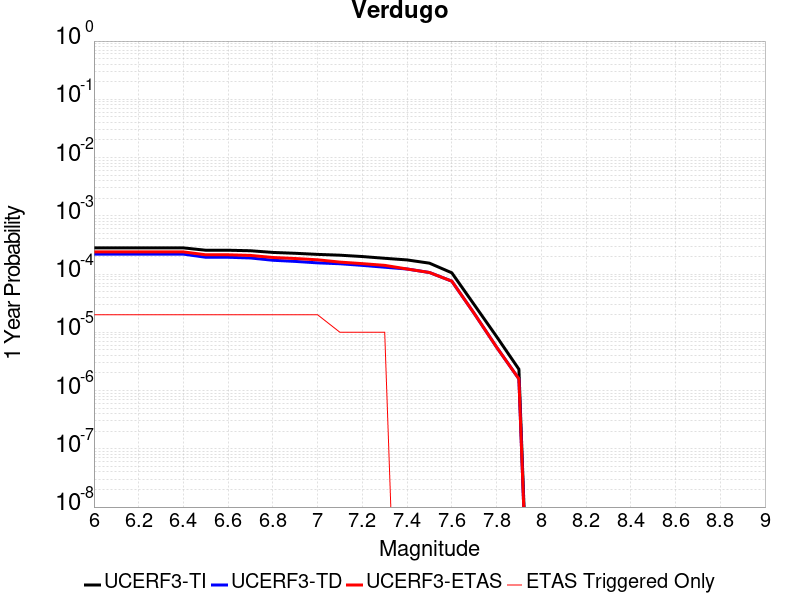 Verdugo
1 Year Probability
10^0
10^-1
10^-2
10^-3
10^-4
10^-5
10^-6
10^-7
10^-8
6 6.2 6.4 6.6 6.8 7 7.2 7.4 7.6 7.8 8 8.2 8.4 8.6 8.8 9
Magnitude
UCERF3-TI UCERF3-TD UCERF3-ETAS ETAS Triggered Only